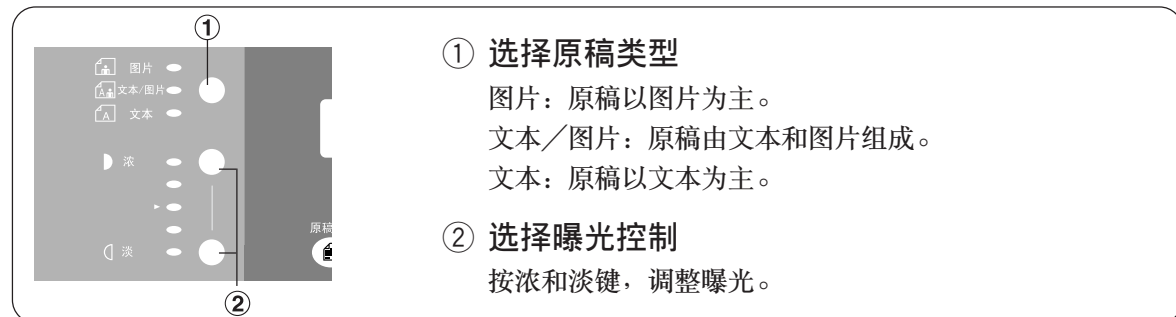 ①
图片
文本/图片
A
文本
浓
淡
原稿
②
① 选择原稿类型
图片：原稿以图片为主。
文本／图片：原稿由文本和图片组成。
文本：原稿以文本为主。
② 选择曝光控制
按浓和淡键，调整曝光。